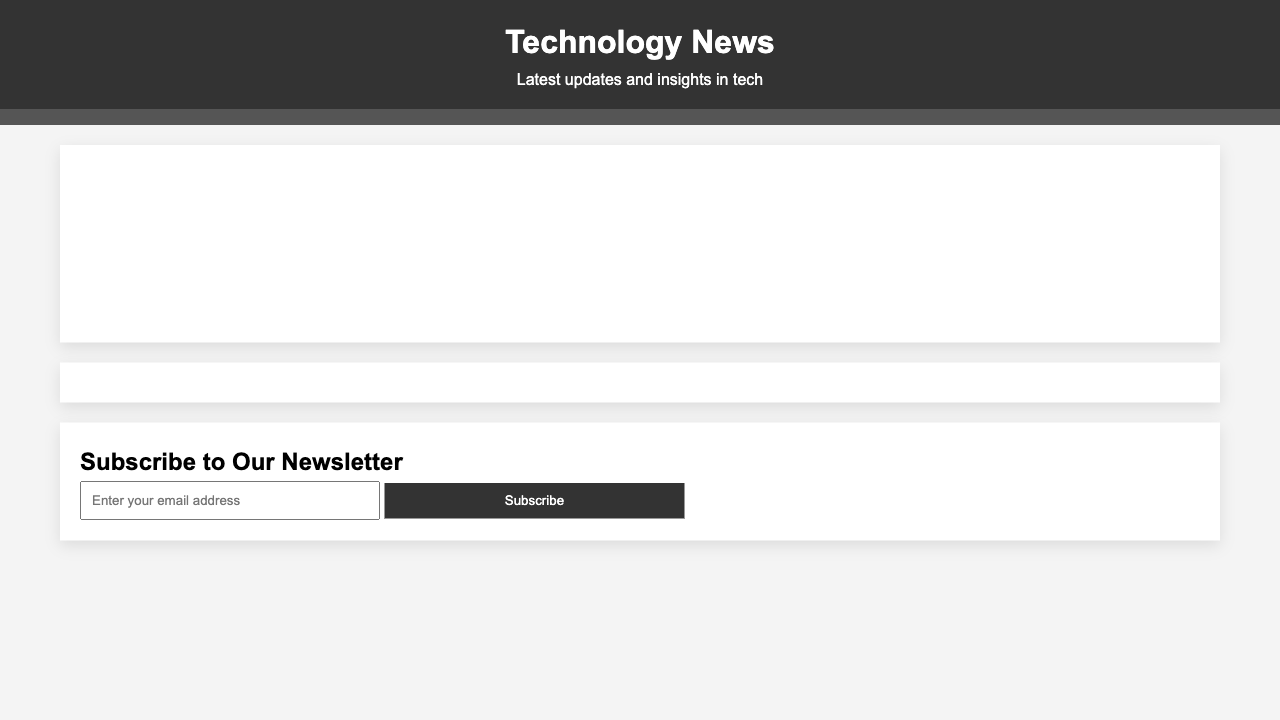 Technology News
Latest updates and insights in tech
Subscribe to Our Newsletter
Enter your email address
Subscribe